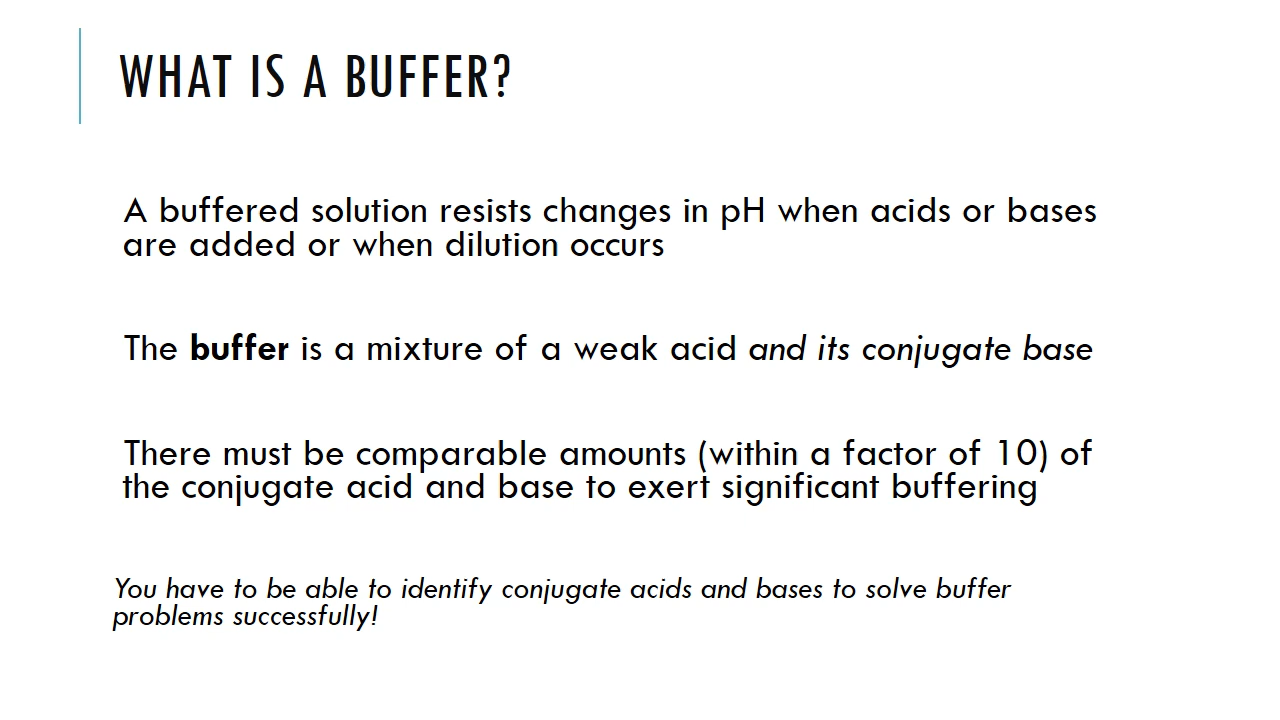 WHAT IS A BUFFER?
A buffered solution resists changes in pH when acids or bases
are added or when dilution occurs
The buffer is a mixture of a weak acid and its conjugate base
There must be comparable amounts (within a factor of 10) of
the conjugate acid and base to exert significant buffering
You have to be able to identify conjugate acids and bases to solve buffer
problems successfully!